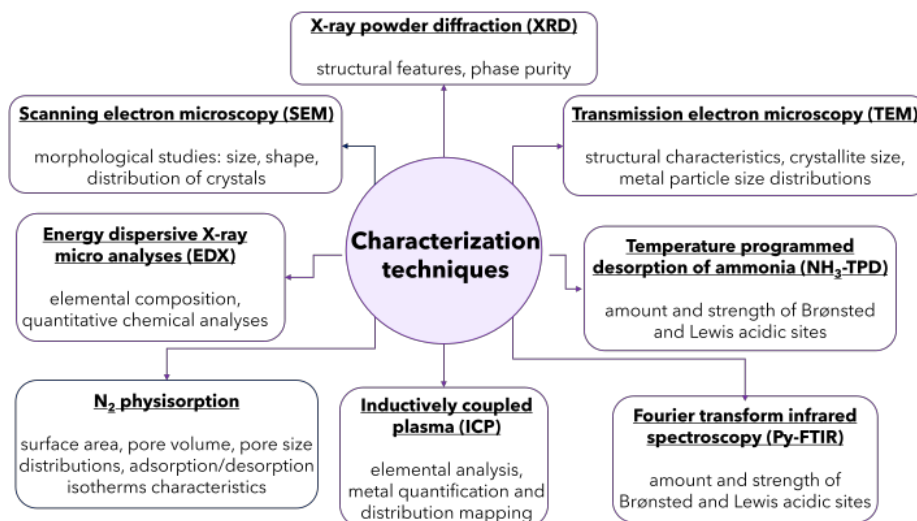 X-ray powder diffraction (XRD)
structural features, phase purity
Scanning electron microscopy (SEM)
morphological studies: size, shape,
distribution of crystals
Transmission electron microscopy (TEM)
structural characteristics, crystallite size,
metal particle size distributions
Characterization
techniques
Energy dispersive X-ray
micro analyses (EDX)
elemental composition,
quantitative chemical analyses
Temperature programmed
desorption of ammonia (NH₃-TPD)
amount and strength of Brønsted
and Lewis acidic sites
N₂ physisorption
surface area, pore volume, pore size
distributions, adsorption/desorption
isotherms characteristics
Inductively coupled
plasma (ICP)
elemental analysis,
metal quantification and
distribution mapping
Fourier transform infrared
spectroscopy (Py-FTIR)
amount and strength of
Brønsted and Lewis acidic sites